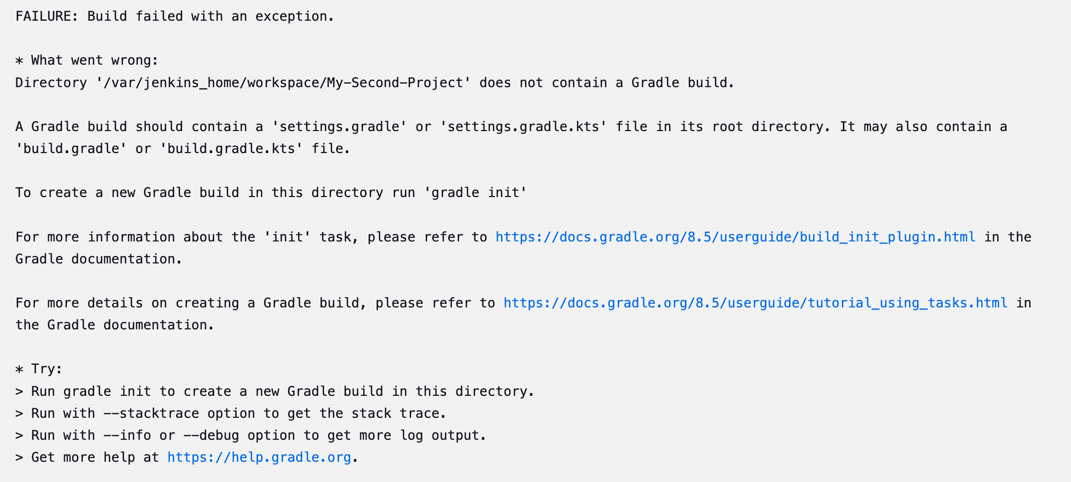 FAILURE: Build failed with an exception.
* What went wrong:
Directory '/var/jenkins_home/workspace/My-Second-Project' does not contain a Gradle build.
A Gradle build should contain a 'settings.gradle' or 'settings.gradle.kts' file in its root directory. It may also contain a
'build.gradle' or 'build.gradle.kts' file.
To create a new Gradle build in this directory run 'gradle init'
For more information about the 'init' task, please refer to https://docs.gradle.org/8.5/userguide/build_init_plugin.html in the
Gradle documentation.
For more details on creating a Gradle build, please refer to https://docs.gradle.org/8.5/userguide/tutorial_using_tasks.html in
the Gradle documentation.
* Try:
> Run gradle init to create a new Gradle build in this directory.
> Run with --stacktrace option to get the stack trace.
> Run with --info or --debug option to get more log output.
> Get more help at https://help.gradle.org.